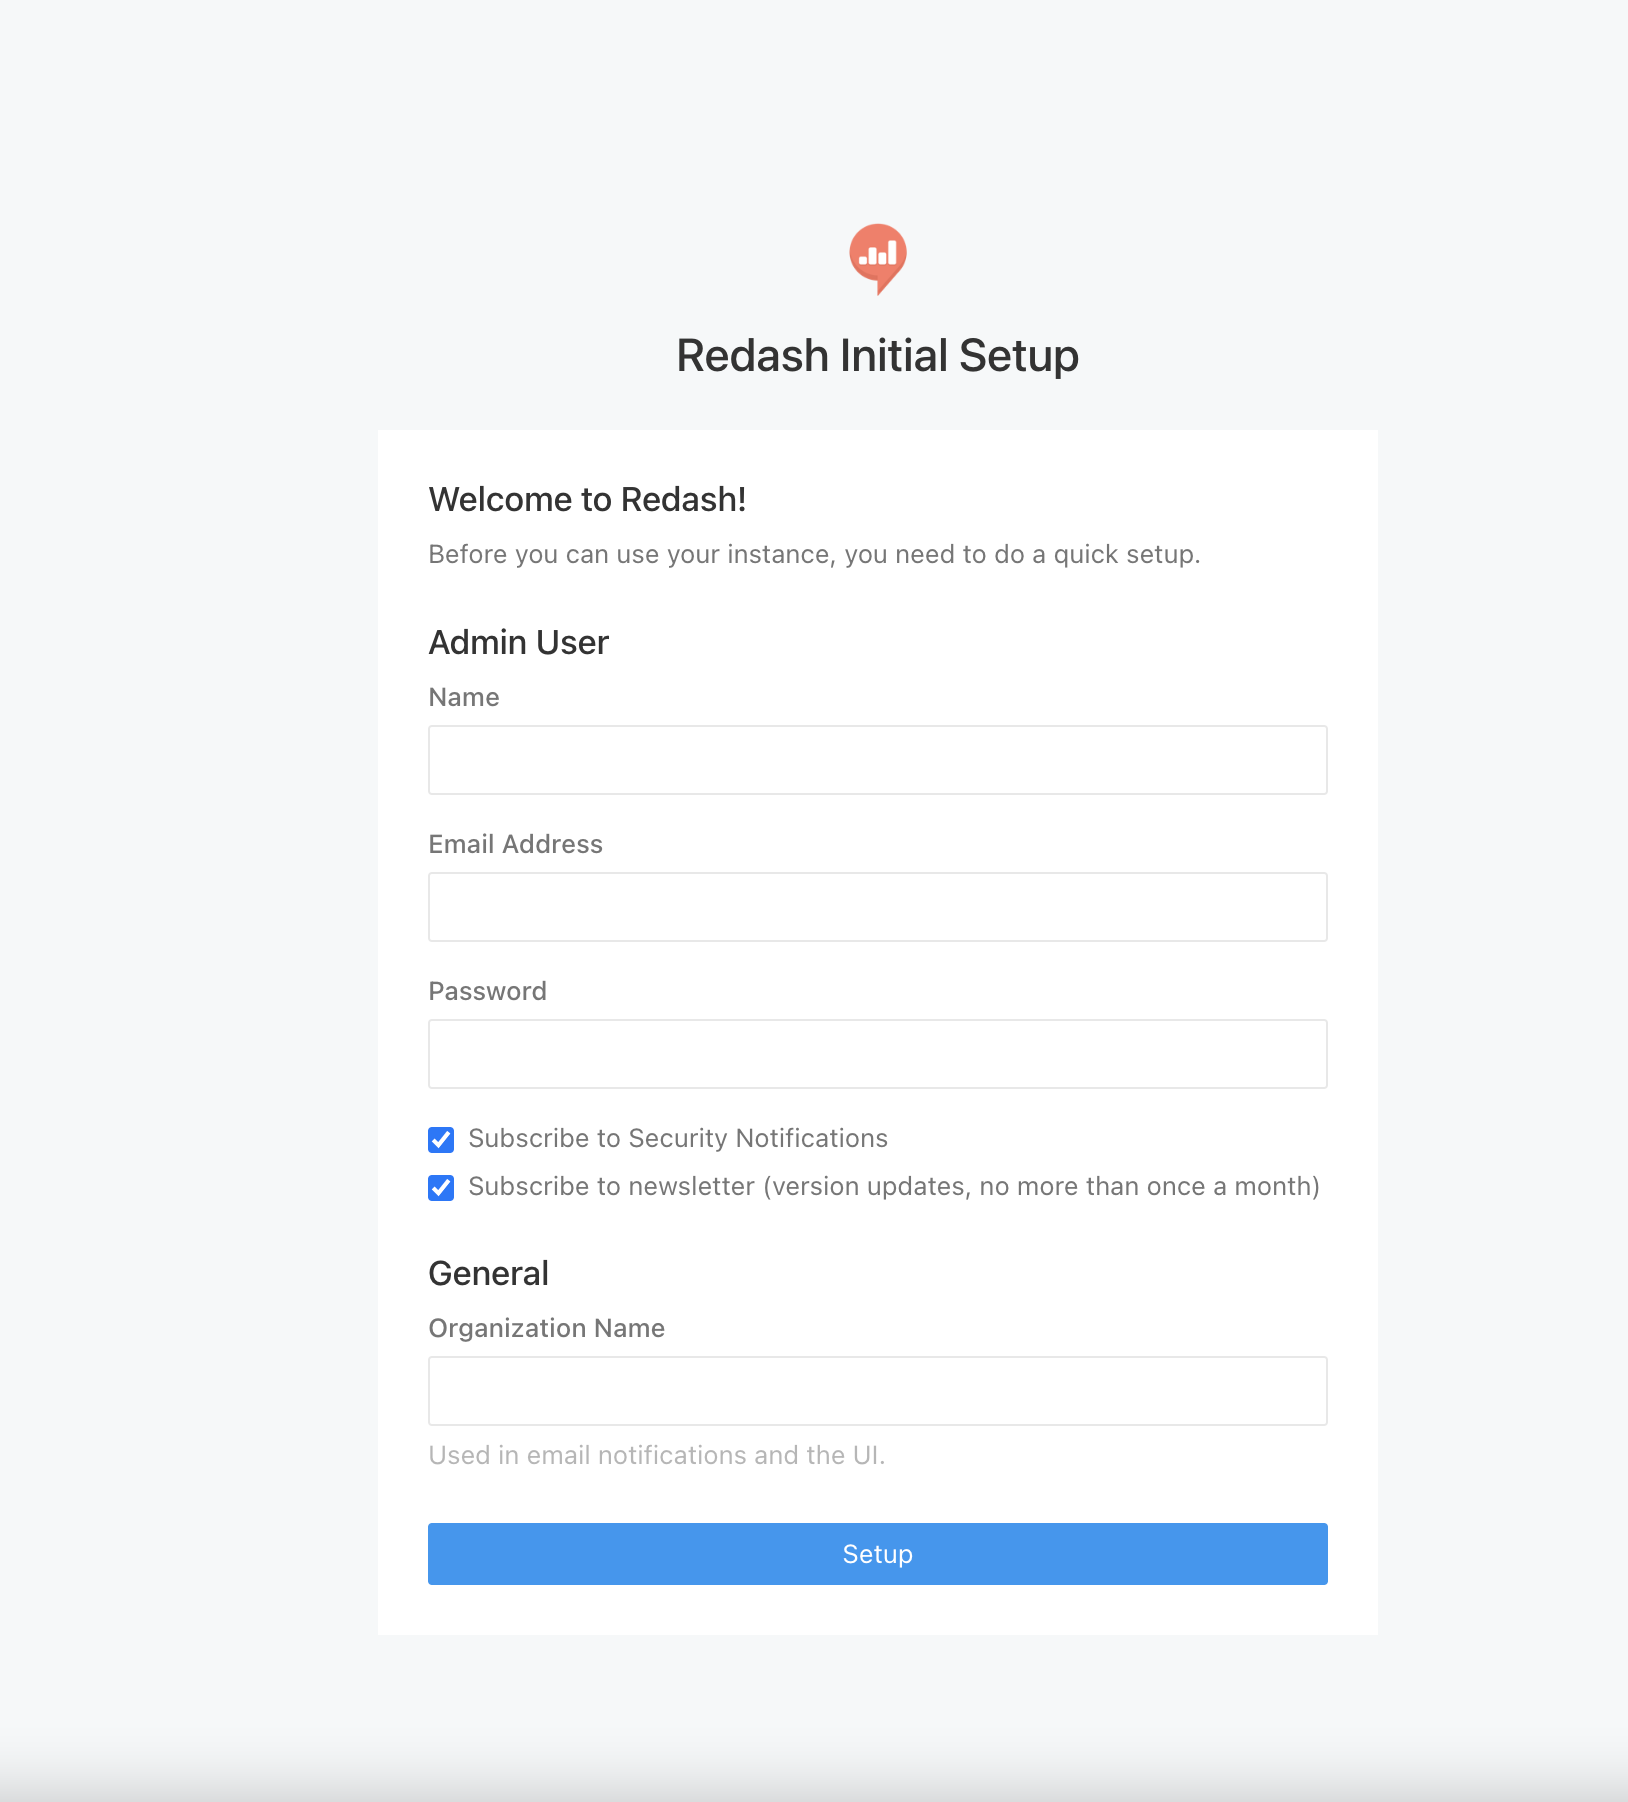 Redash Initial Setup
Welcome to Redash!
Before you can use your instance, you need to do a quick setup.
Admin User
Name
Email Address
Password
Subscribe to Security Notifications
Subscribe to newsletter (version updates, no more than once a month)
General
Organization Name
Used in email notifications and the UI.
Setup